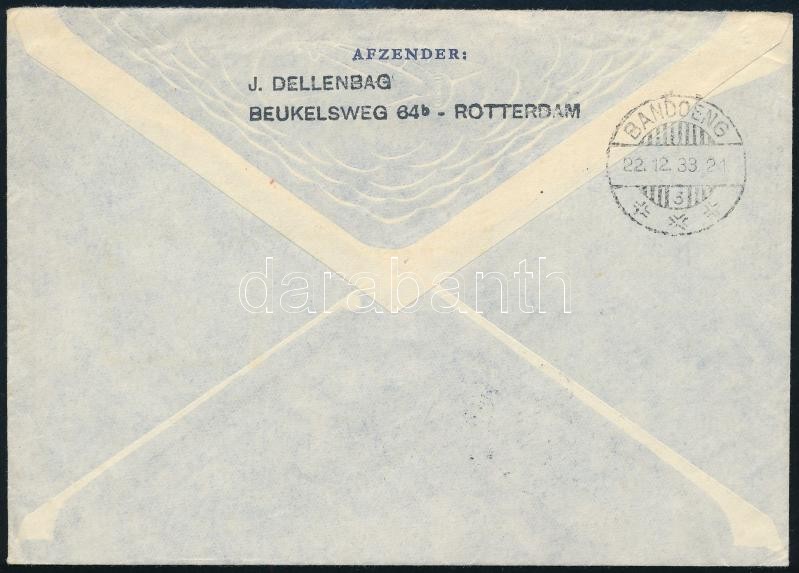 AFZENDER:
J. DELLENBAG
BEUKELSWEG 64b - ROTTERDAM
BANDOENG
22.12.33.21
3
darabanth